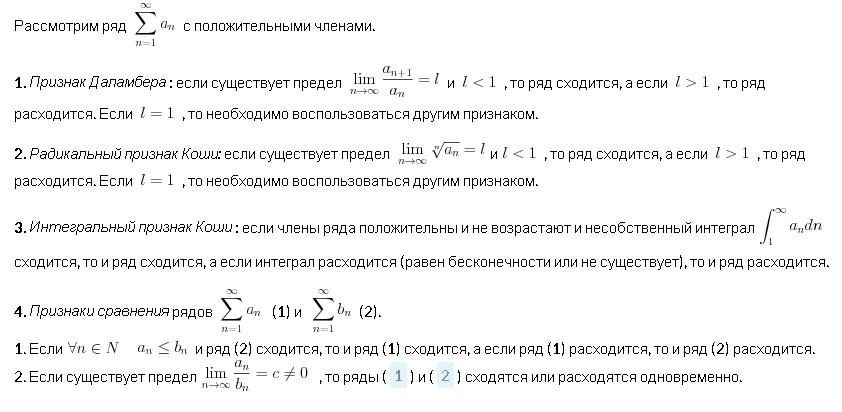 Рассмотрим ряд $\sum_{n=1}^{\infty} a_n$ с положительными членами.
1. Признак Даламбера: если существует предел $\lim_{n\to\infty} \frac{a_{n+1}}{a_n} = l$ и $l < 1$ , то ряд сходится, а если $l > 1$ , то ряд
расходится. Если $l = 1$ , то необходимо воспользоваться другим признаком.
2. Радикальный признак Коши: если существует предел $\lim_{n\to\infty} \sqrt[n]{a_n} = l$ и $l < 1$ , то ряд сходится, а если $l > 1$ , то ряд
расходится. Если $l = 1$ , то необходимо воспользоваться другим признаком.
3. Интегральный признак Коши: если члены ряда положительны и не возрастают и несобственный интеграл $\int_{1}^{\infty} a_n dn$
сходится, то и ряд сходится, а если интеграл расходится (равен бесконечности или не существует), то и ряд расходится.
4. Признаки сравнения рядов $\sum_{n=1}^{\infty} a_n$ (1) и $\sum_{n=1}^{\infty} b_n$ (2).
1. Если $\forall n \in N \quad a_n \leq b_n$ и ряд (2) сходится, то и ряд (1) сходится, а если ряд (1) расходится, то и ряд (2) расходится.
2. Если существует предел $\lim_{n\to\infty} \frac{a_n}{b_n} = c \neq 0$ , то ряды ( 1 ) и ( 2 ) сходятся или расходятся одновременно.